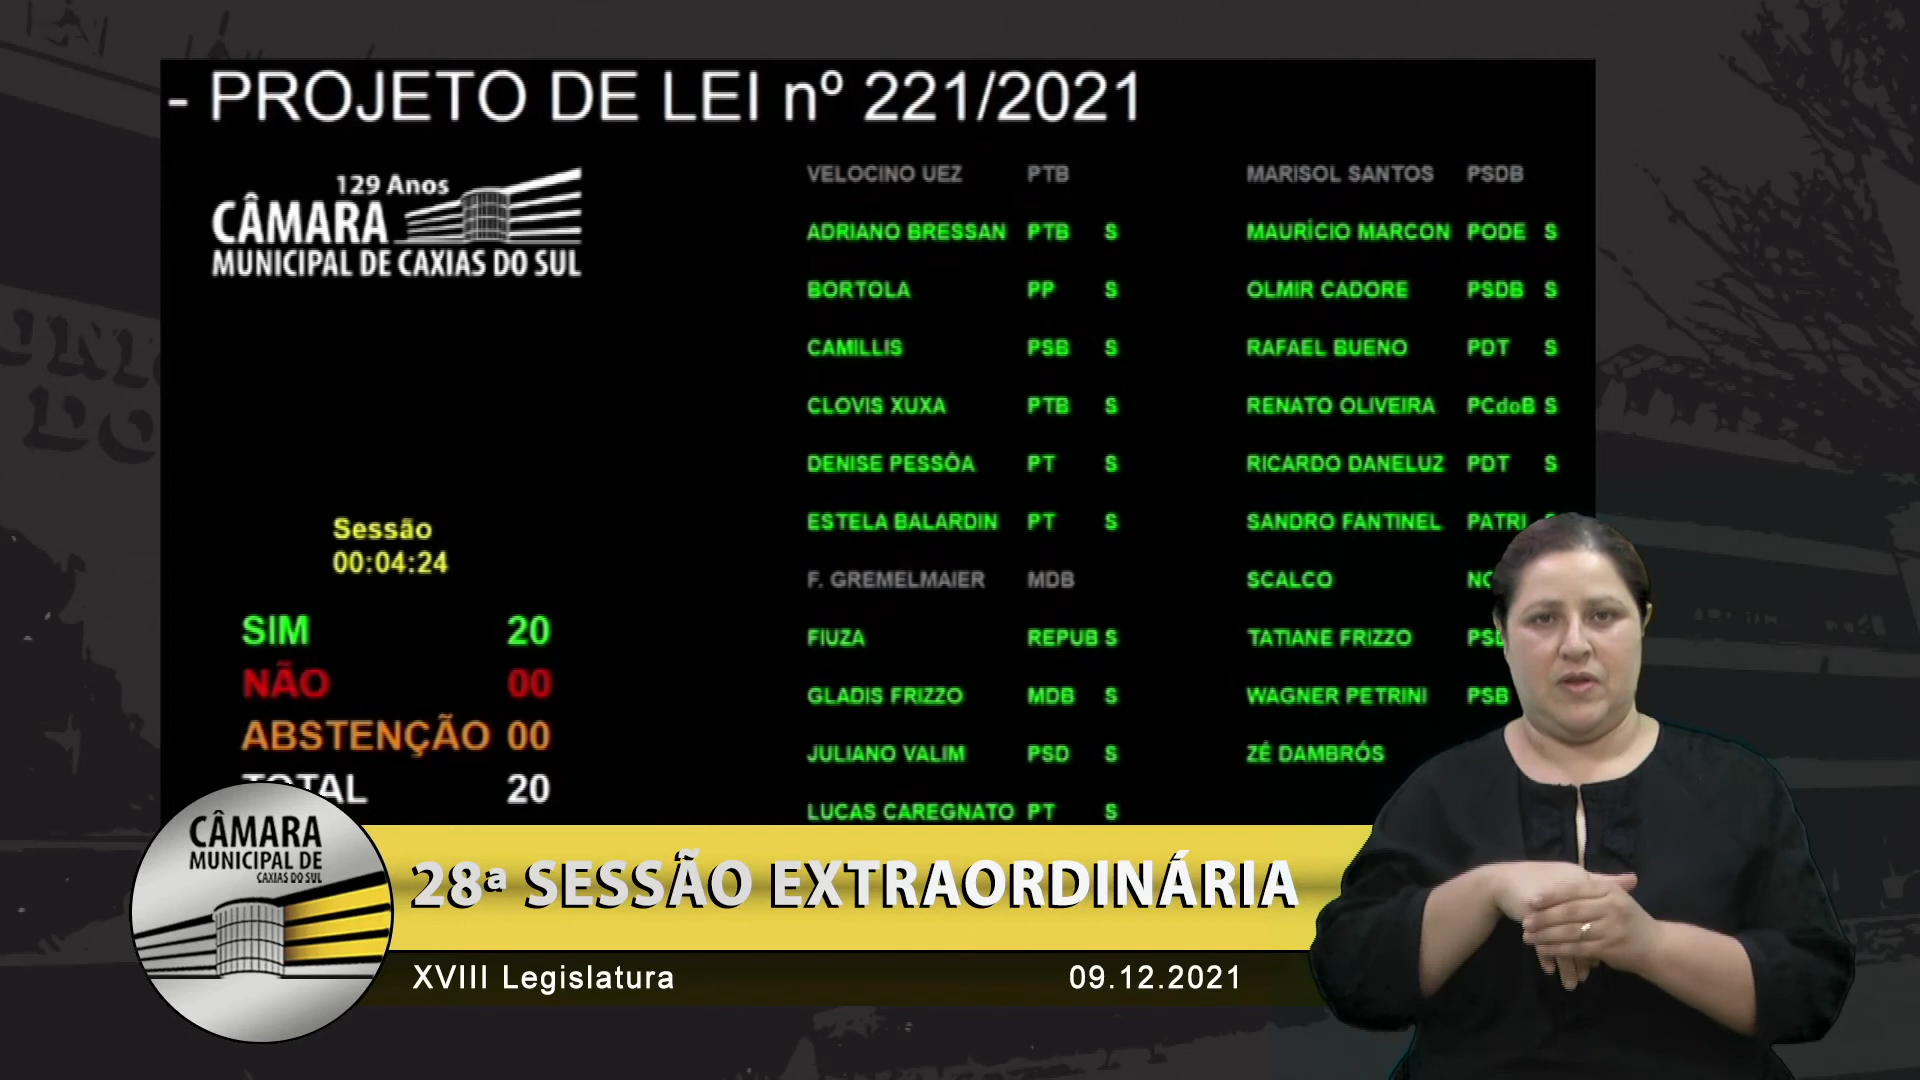 - PROJETO DE LEI nº 221/2021
129 Anos
CÂMARA
MUNICIPAL DE CAXIAS DO SUL
Sessão
00:04:24
SIM 20
NÃO 00
ABSTENÇÃO 00
TOTAL 20
VELOCINO UEZ PTB
ADRIANO BRESSAN PTB S
BORTOLA PP S
CAMILLIS PSB S
CLOVIS XUXA PTB S
DENISE PESSÔA PT S
ESTELA BALARDIN PT S
F. GREMELMAIER MDB
FIUZA REPUB S
GLADIS FRIZZO MDB S
JULIANO VALIM PSD S
LUCAS CAREGNATO PT S
MARISOL SANTOS PSDB
MAURÍCIO MARCON PODE S
OLMIR CADORE PSDB S
RAFAEL BUENO PDT S
RENATO OLIVEIRA PCdoB S
RICARDO DANELUZ PDT S
SANDRO FANTINEL PATRI
SCALCO
TATIANE FRIZZO
WAGNER PETRINI PSB
ZÉ DAMBRÓS
CÂMARA
MUNICIPAL DE
CAXIAS DO SUL
28ª SESSÃO EXTRAORDINÁRIA
XVIII Legislatura 09.12.2021